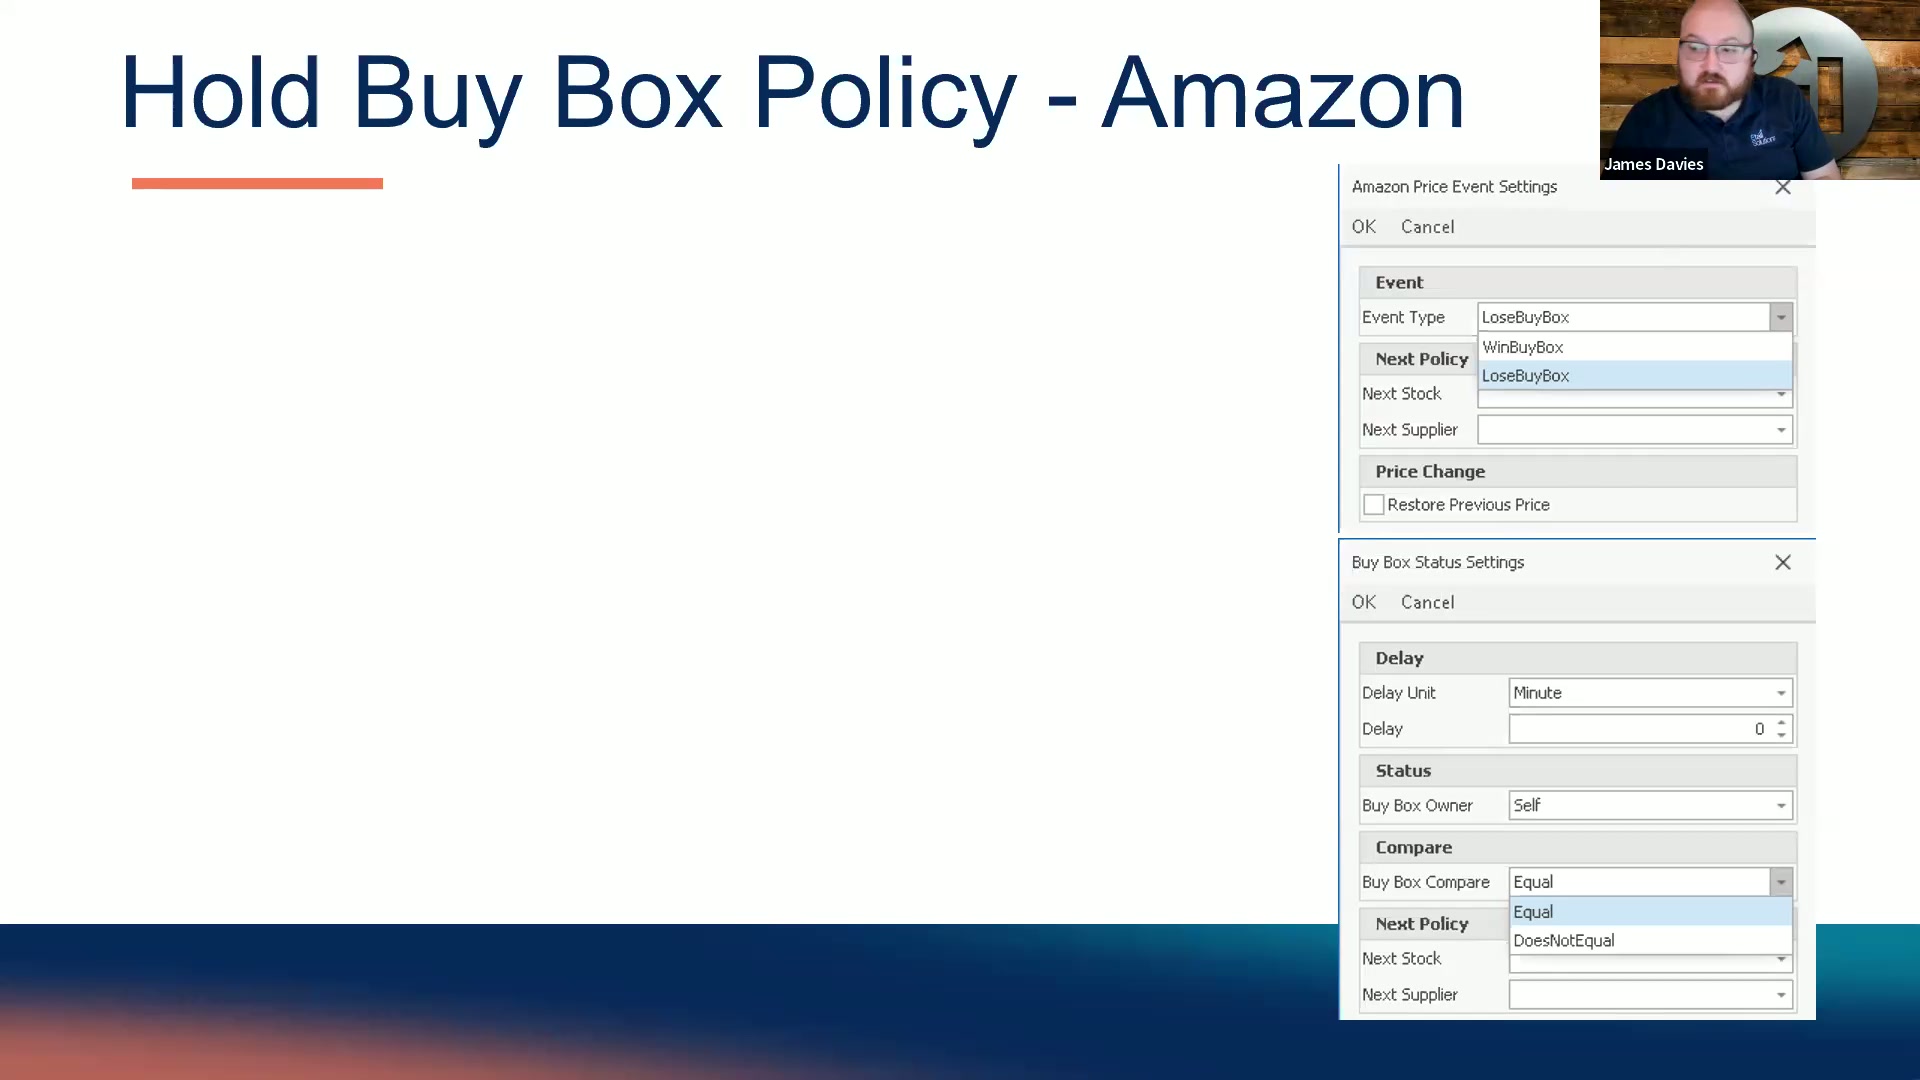 Hold Buy Box Policy - Amazon
James Davies
Amazon Price Event Settings
OK Cancel
Event
Event Type LoseBuyBox
WinBuyBox
Next Policy
LoseBuyBox
Next Stock
Next Supplier
Price Change
Restore Previous Price
Buy Box Status Settings
OK Cancel
Delay
Delay Unit Minute
Delay 0
Status
Buy Box Owner Self
Compare
Buy Box Compare Equal
Equal
Next Policy
DoesNotEqual
Next Stock
Next Supplier